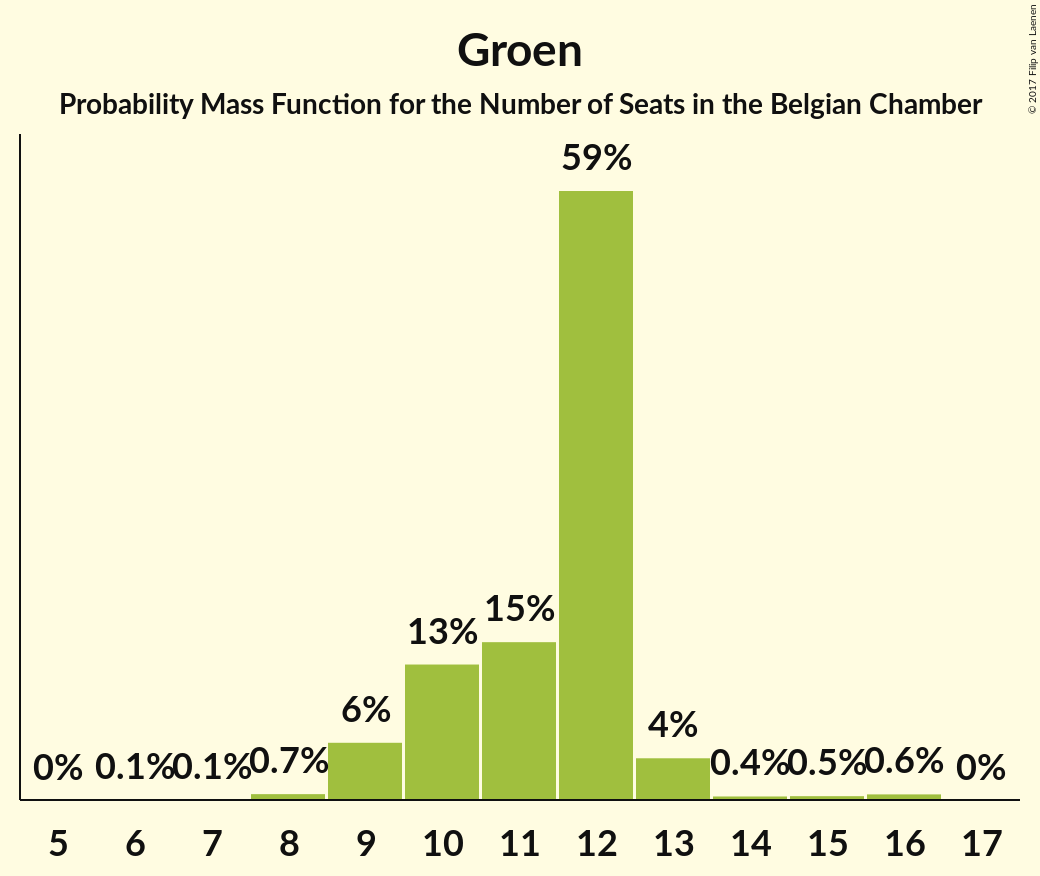 Groen
Probability Mass Function for the Number of Seats in the Belgian Chamber
© 2017 Filip van Laenen
59%
15%
13%
6%
4%
0% 0.1% 0.1% 0.7% 0.4% 0.5% 0.6% 0%
5 6 7 8 9 10 11 12 13 14 15 16 17